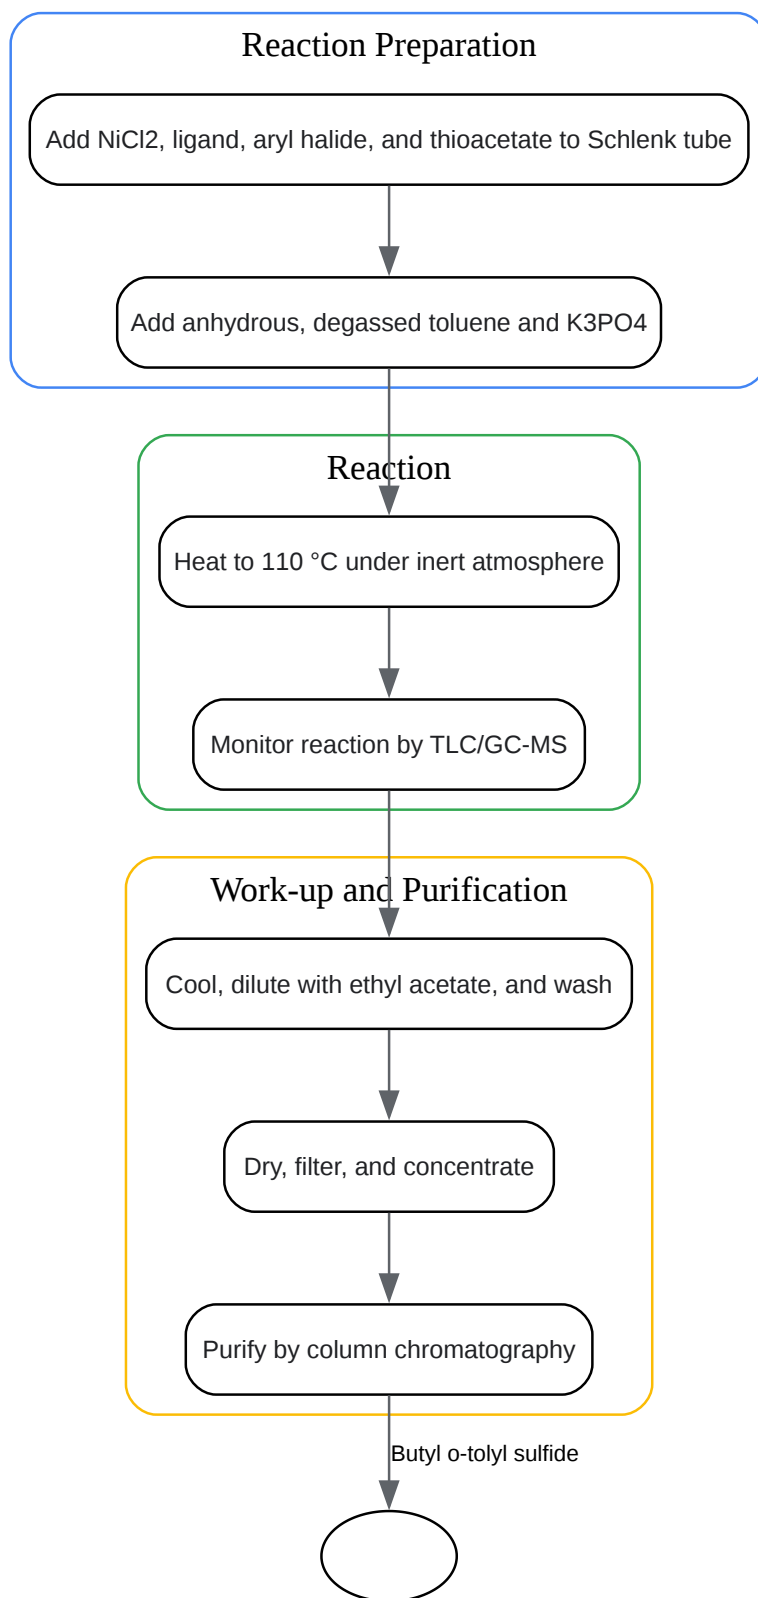 Reaction Preparation
Add NiCl2, ligand, aryl halide, and thioacetate to Schlenk tube
Add anhydrous, degassed toluene and K3PO4
Reaction
Heat to 110 °C under inert atmosphere
Monitor reaction by TLC/GC-MS
Work-up and Purification
Cool, dilute with ethyl acetate, and wash
Dry, filter, and concentrate
Purify by column chromatography
Butyl o-tolyl sulfide